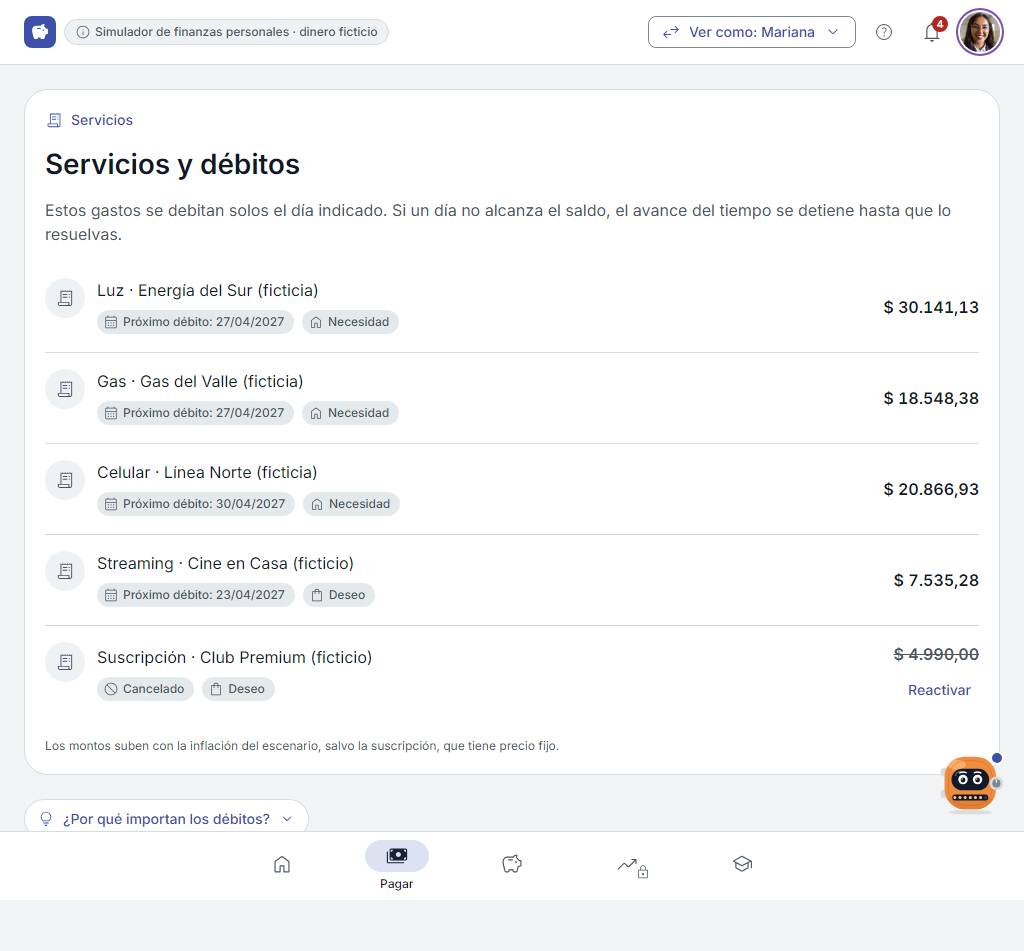 Simulador de finanzas personales · dinero ficticio
Ver como: Mariana
4
Servicios
Servicios y débitos
Estos gastos se debitan solos el día indicado. Si un día no alcanza el saldo, el avance del tiempo se detiene hasta que lo
resuelvas.
Luz · Energía del Sur (ficticia)
Próximo débito: 27/04/2027
Necesidad
$ 30.141,13
Gas · Gas del Valle (ficticia)
Próximo débito: 27/04/2027
Necesidad
$ 18.548,38
Celular · Línea Norte (ficticia)
Próximo débito: 30/04/2027
Necesidad
$ 20.866,93
Streaming · Cine en Casa (ficticio)
Próximo débito: 23/04/2027
Deseo
$ 7.535,28
Suscripción · Club Premium (ficticio)
Cancelado
Deseo
$ 4.990,00
Reactivar
Los montos suben con la inflación del escenario, salvo la suscripción, que tiene precio fijo.
¿Por qué importan los débitos?
Pagar